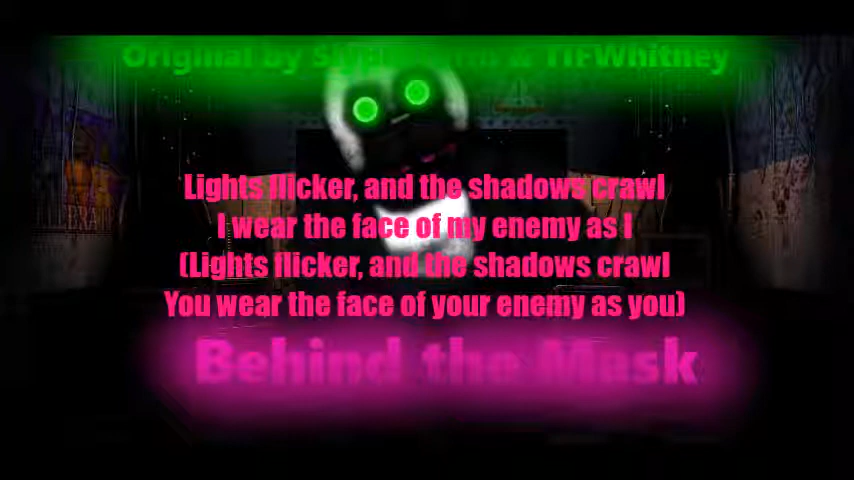 Original by & TIFWhitney
Lights flicker, and the shadows crawl
I wear the face of my enemy as I
(Lights flicker, and the shadows crawl
You wear the face of your enemy as you)
Behind the Mask